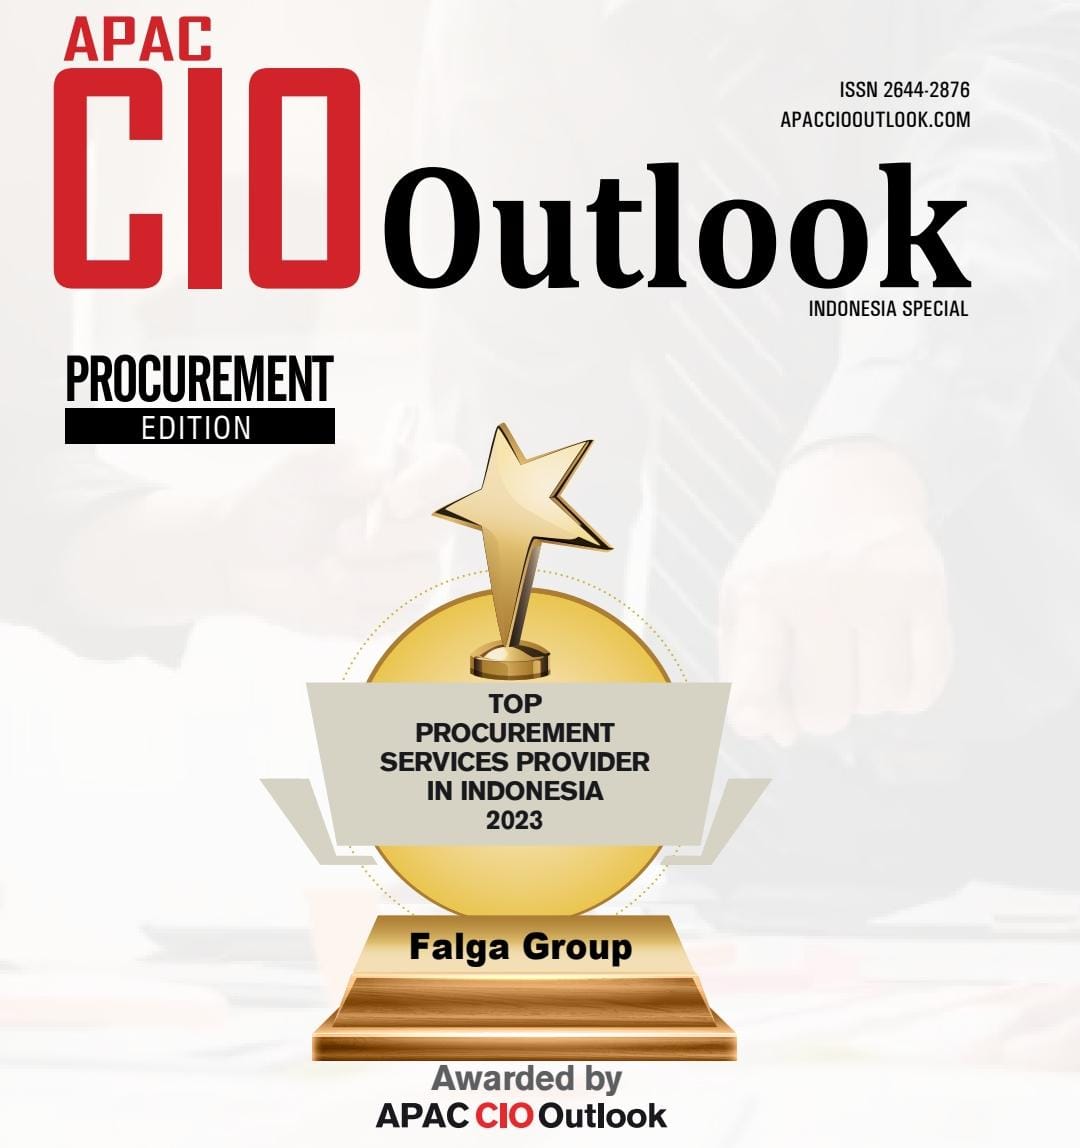 APAC
CIO Outlook
ISSN 2644-2876
APACCIOOUTLOOK.COM
INDONESIA SPECIAL
PROCUREMENT
EDITION
TOP
PROCUREMENT
SERVICES PROVIDER
IN INDONESIA
2023
Falga Group
Awarded by
APAC CIO Outlook